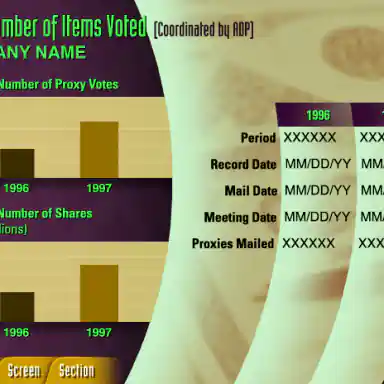 mber of Items Voted [Coordinated by ADP]
ANY NAME
Number of Proxy Votes
1996 1997
Number of Shares
lions)
1996 1997
Screen Section
1996 1
Period XXXXXX XXX
Record Date MM/DD/YY MM/
Mail Date MM/DD/YY MM/
Meeting Date MM/DD/YY MM/
Proxies Mailed XXXXXX XXX